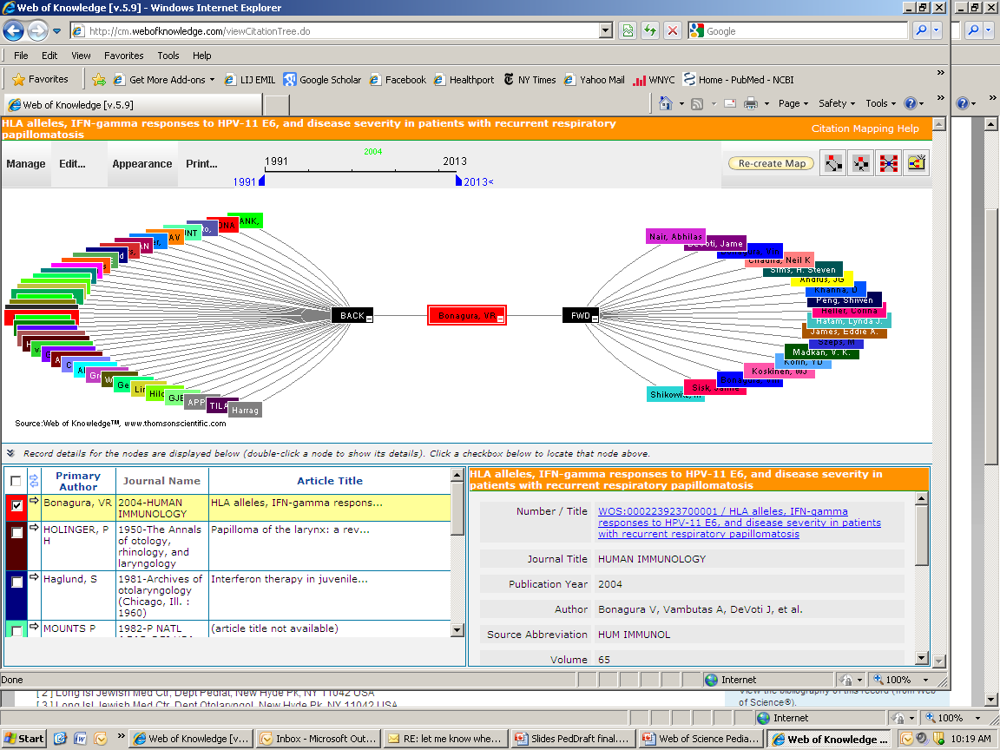 Web of Knowledge [v.5.9] - Windows Internet Explorer
http://cm.webofknowledge.com/viewCitationTree.do
Google
File Edit View Favorites Tools Help
Favorites Get More Add-ons LIJ EMIL Google Scholar Facebook Healthport NY Times Yahoo Mail WNYC Home - PubMed - NCBI
Web of Knowledge [v.5.9]
Page Safety Tools
HLA alleles, IFN-gamma responses to HPV-11 E6, and disease severity in patients with recurrent respiratory
papillomatosis
Citation Mapping Help
Manage Edit... Appearance Print...
2004
1991 2013
1991 2013<
Re-create Map
ANK,
DNA
INT
AV
AN
Nair, Abhilas
DeVoti, Jame
Chadha, Neil K
Sims, H. Steven
Andrus, JG
Khanna, D
Peng, Shiwen
Heller, Corina
Hatam, Lynda J.
James, Eddie A.
Szeps, M
Madkan, V. K.
Korin, YD
Koskinen, WJ
Sisk, Jamie
Shikowitz, M
BACK Bonagura, VR FWD
Ge
Lin
Hild
GJE
APP
TILA
Harrag
Source:Web of Knowledge™, www.thomsonscientific.com
Record details for the nodes are displayed below (double-click a node to show its details). Click a checkbox below to locate that node above.
Primary Author Journal Name Article Title
Bonagura, VR 2004-HUMAN IMMUNOLOGY HLA alleles, IFN-gamma respons...
HOLINGER, P H 1950-The Annals of otology, rhinology, and laryngology Papilloma of the larynx: a rev...
Haglund, S 1981-Archives of otolaryngology (Chicago, Ill. : 1960) Interferon therapy in juvenile...
MOUNTS P 1982-P NATL (article title not available)
HLA alleles, IFN-gamma responses to HPV-11 E6, and disease severity in
patients with recurrent respiratory papillomatosis
Number / Title WOS:000223923700001 / HLA alleles, IFN-gamma
responses to HPV-11 E6, and disease severity in patients
with recurrent respiratory papillomatosis
Journal Title HUMAN IMMUNOLOGY
Publication Year 2004
Author Bonagura V, Vambutas A, DeVoti J, et al.
Source Abbreviation HUM IMMUNOL
Volume 65
Done Internet 100%
[ 2 ] Long Isl Jewish Med Ctr, Dept Pediat, New Hyde Pk, NY 11042 USA
[ 3 ] Long Isl Jewish Med Ctr, Dept Otolaryngol, New Hyde Pk, NY 11042 USA
View the bibliography of this record (from Web
of Science®).
Internet 100%
Start Web of Knowledge [v... Inbox - Microsoft Out... RE: let me know whe... Slides PedDraft final.... Web of Science Pedia... Web of Knowledge ... 10:19 AM